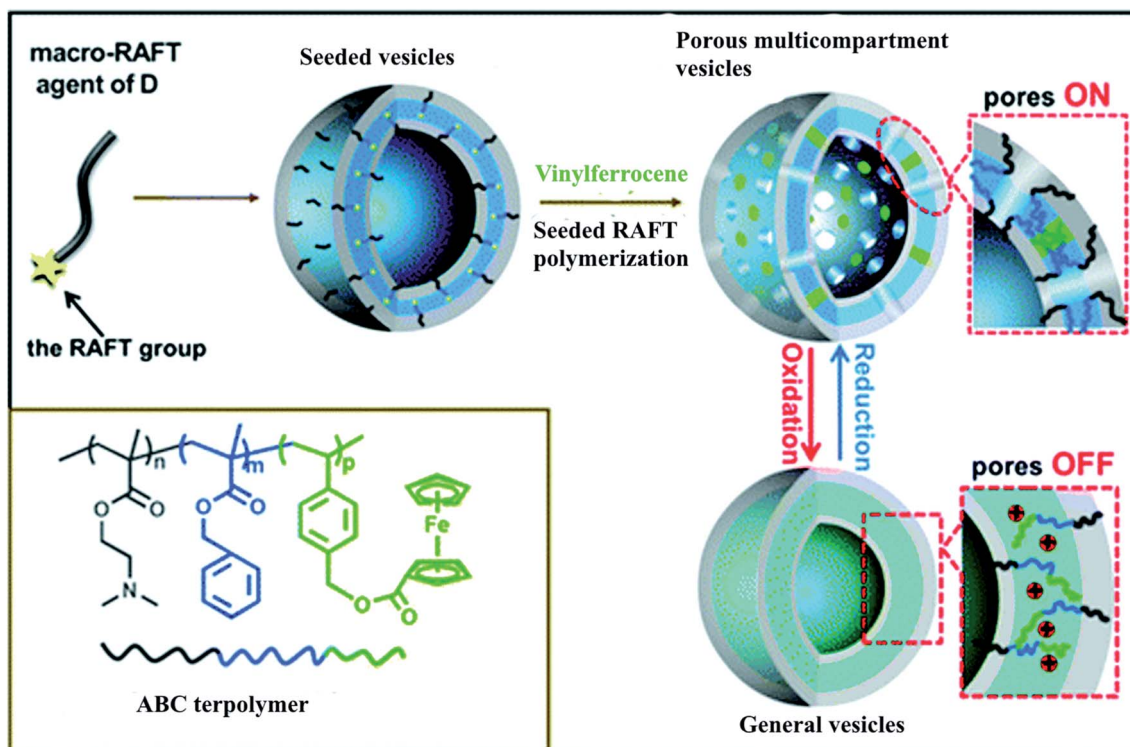 macro-RAFT
agent of D
the RAFT group
Seeded vesicles
Vinylferrocene
Seeded RAFT
polymerization
Porous multicompartment
vesicles
pores ON
Oxidation
Reduction
pores OFF
General vesicles
n
m
p
O
O
N
O
O
O
O
Fe
ABC terpolymer